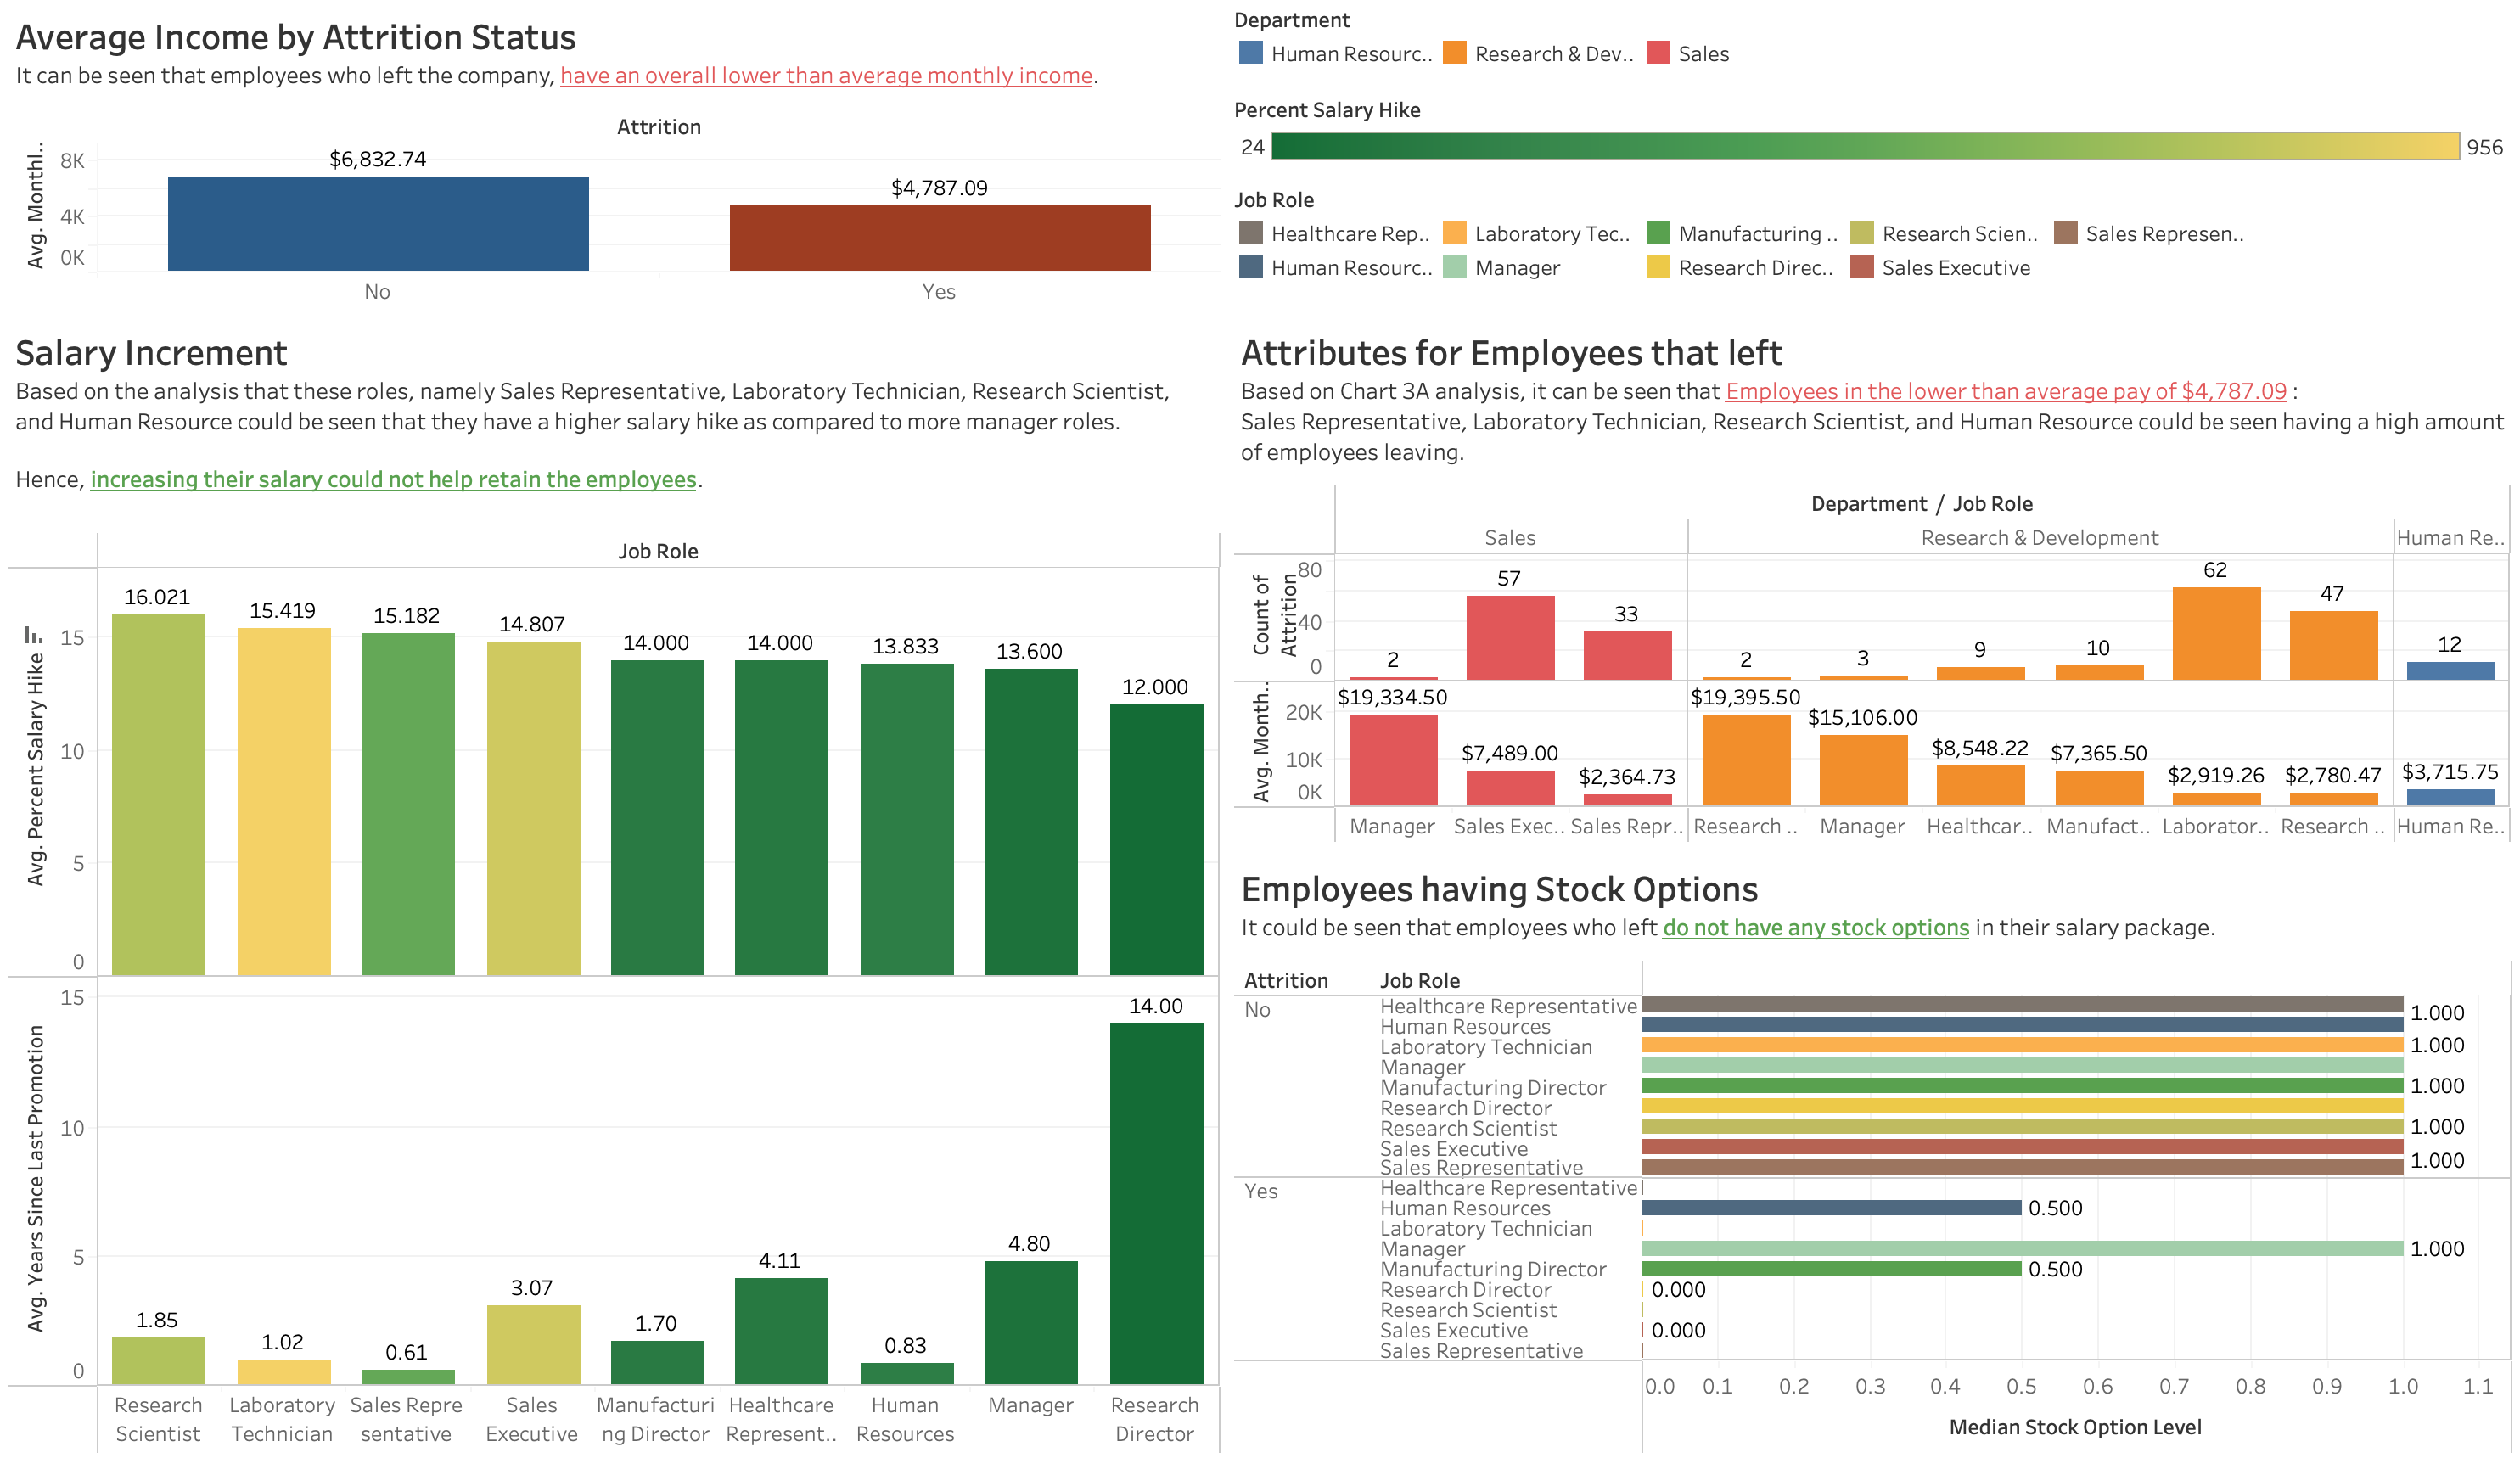 Average Income by Attrition Status
It can be seen that employees who left the company, have an overall lower than average monthly income.
Attrition
Avg. Monthl..
8K
4K
0K
$6,832.74
$4,787.09
No
Yes
Department
Human Resourc..
Research & Dev..
Sales
Percent Salary Hike
24
956
Job Role
Healthcare Rep..
Laboratory Tec..
Manufacturing ..
Research Scien..
Sales Represen..
Human Resourc..
Manager
Research Direc..
Sales Executive
Salary Increment
Based on the analysis that these roles, namely Sales Representative, Laboratory Technician, Research Scientist,
and Human Resource could be seen that they have a higher salary hike as compared to more manager roles.
Hence, increasing their salary could not help retain the employees.
Job Role
Avg. Percent Salary Hike
15
10
5
0
16.021
15.419
15.182
14.807
14.000
14.000
13.833
13.600
12.000
Avg. Years Since Last Promotion
15
10
5
0
1.85
1.02
0.61
3.07
1.70
4.11
0.83
4.80
14.00
Research
Scientist
Laboratory
Technician
Sales Repre
sentative
Sales
Executive
Manufacturi
ng Director
Healthcare
Represent..
Human
Resources
Manager
Research
Director
Attributes for Employees that left
Based on Chart 3A analysis, it can be seen that Employees in the lower than average pay of $4,787.09 :
Sales Representative, Laboratory Technician, Research Scientist, and Human Resource could be seen having a high amount
of employees leaving.
Department / Job Role
Sales
Research & Development
Human Re..
Count of
Attrition
80
40
0
2
57
33
2
3
9
10
62
47
12
Avg. Month..
20K
10K
0K
$19,334.50
$7,489.00
$2,364.73
$19,395.50
$15,106.00
$8,548.22
$7,365.50
$2,919.26
$2,780.47
$3,715.75
Manager
Sales Exec..
Sales Repr..
Research ..
Manager
Healthcar..
Manufact..
Laborator..
Research ..
Human Re..
Employees having Stock Options
It could be seen that employees who left do not have any stock options in their salary package.
Attrition
Job Role
No
Healthcare Representative
1.000
Human Resources
Laboratory Technician
1.000
Manager
Manufacturing Director
1.000
Research Director
Research Scientist
1.000
Sales Executive
Sales Representative
1.000
Yes
Healthcare Representative
Human Resources
0.500
Laboratory Technician
Manager
1.000
Manufacturing Director
0.500
Research Director
0.000
Research Scientist
Sales Executive
0.000
Sales Representative
0.0
0.1
0.2
0.3
0.4
0.5
0.6
0.7
0.8
0.9
1.0
1.1
Median Stock Option Level